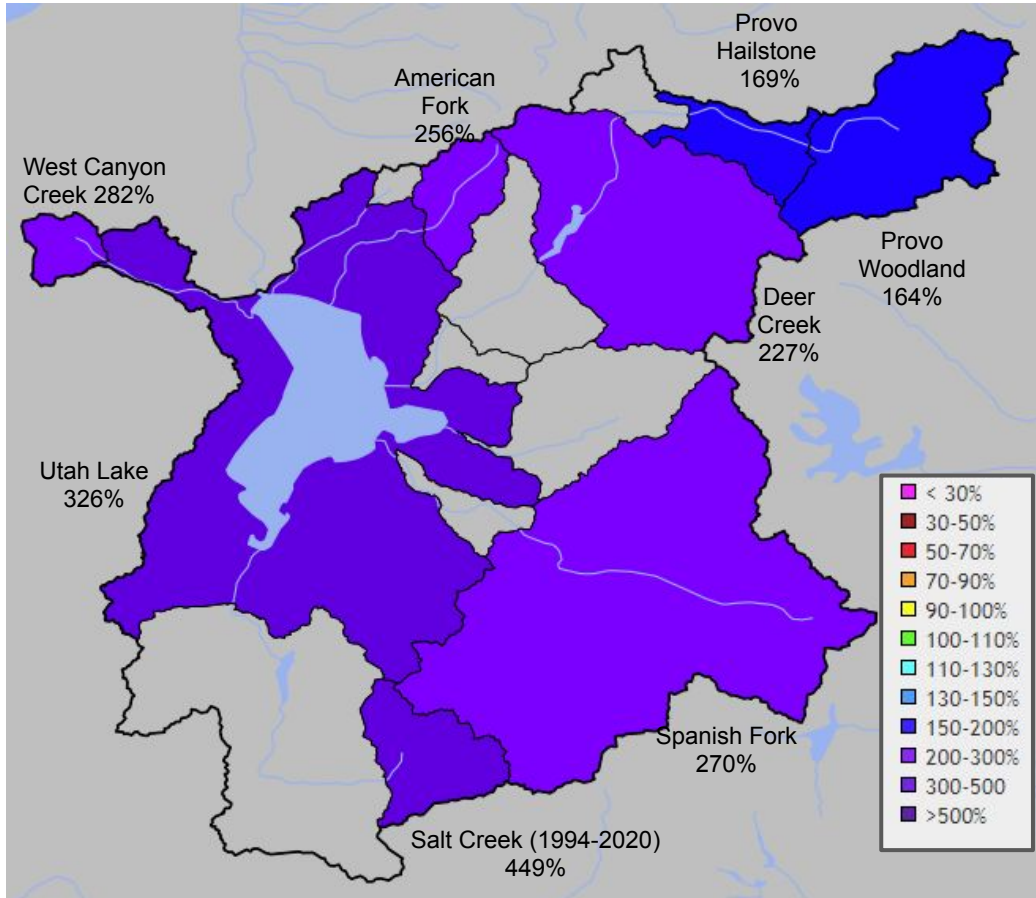 Provo
Hailstone
169%
American
Fork
256%
West Canyon
Creek 282%
Provo
Woodland
164%
Deer
Creek
227%
Utah Lake
326%
< 30%
30-50%
50-70%
70-90%
90-100%
100-110%
110-130%
130-150%
150-200%
200-300%
300-500
>500%
Spanish Fork
270%
Salt Creek (1994-2020)
449%